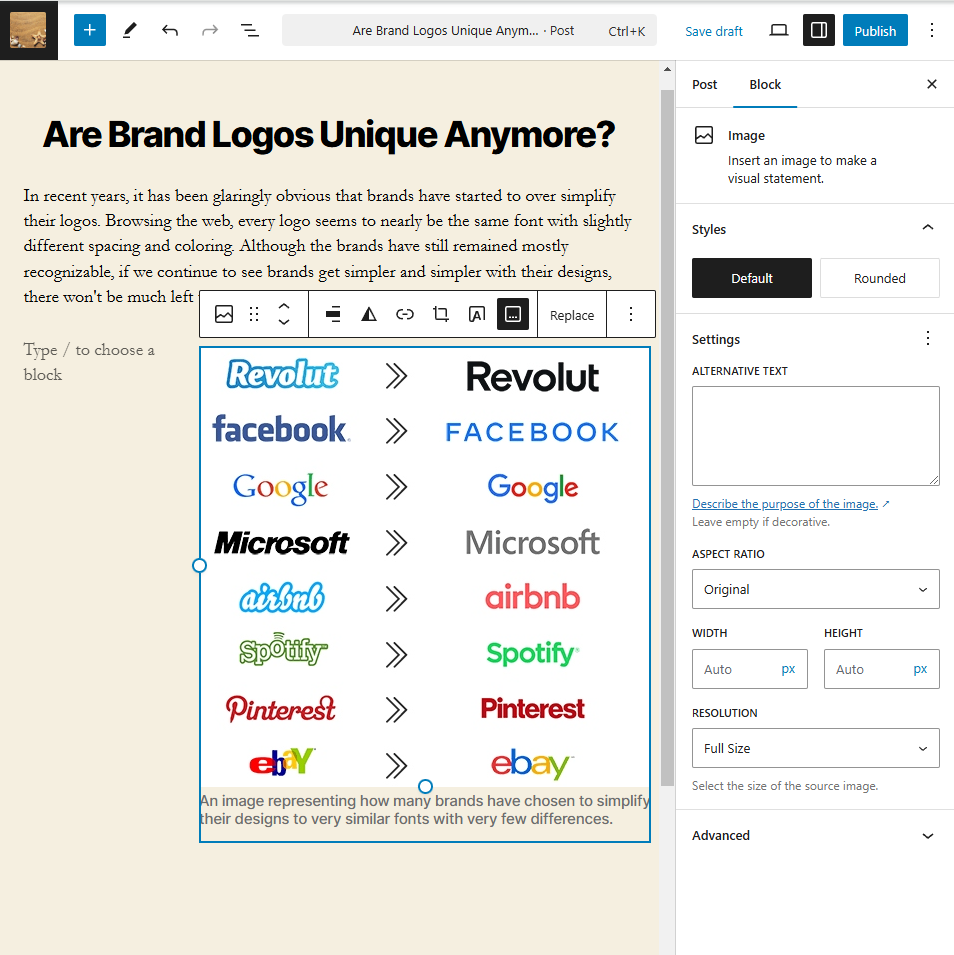 Are Brand Logos Unique Anym... · Post Ctrl+K
Save draft
Publish
Are Brand Logos Unique Anymore?
In recent years, it has been glaringly obvious that brands have started to over simplify
their logos. Browsing the web, every logo seems to nearly be the same font with slightly
different spacing and coloring. Although the brands have still remained mostly
recognizable, if we continue to see brands get simpler and simpler with their designs,
there won't be much left
Replace
Type / to choose a
block
Revolut Revolut
facebook FACEBOOK
Google Google
Microsoft Microsoft
airbnb airbnb
Spotify Spotify
Pinterest Pinterest
ebaY ebay
An image representing how many brands have chosen to simplify
their designs to very similar fonts with very few differences.
Post Block
Image
Insert an image to make a
visual statement.
Styles
Default Rounded
Settings
ALTERNATIVE TEXT
Describe the purpose of the image. ↗
Leave empty if decorative.
ASPECT RATIO
Original
WIDTH HEIGHT
Auto px Auto px
RESOLUTION
Full Size
Select the size of the source image.
Advanced